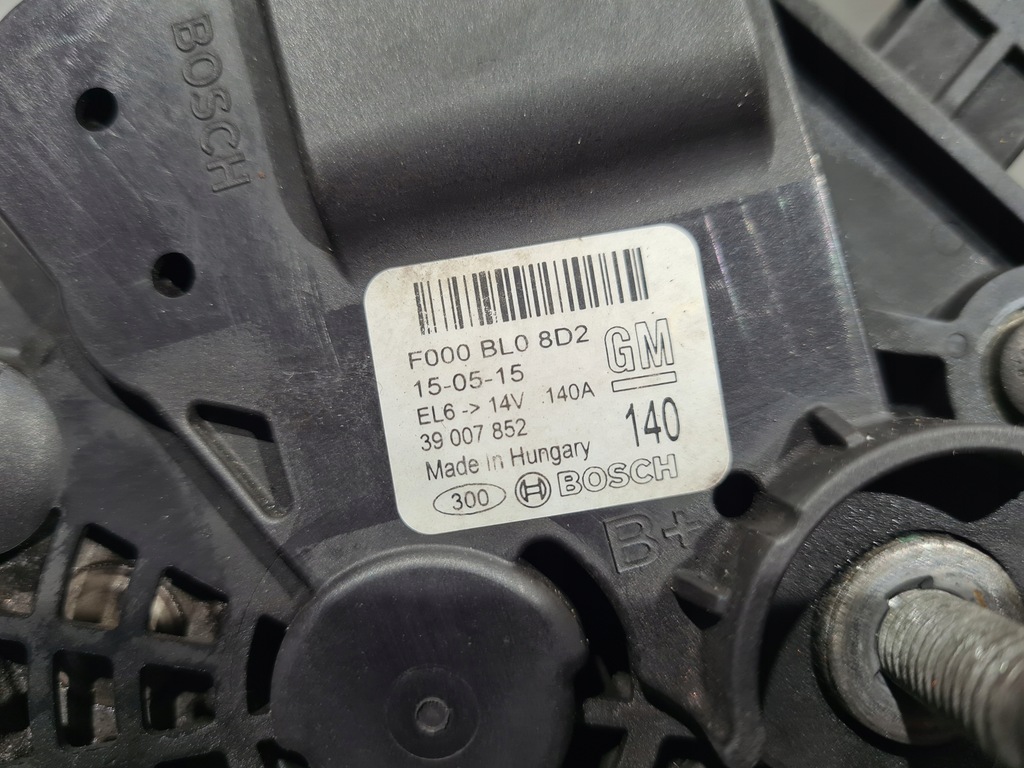 BOSCH
F000 BL0 8D2
15-05-15
GM
EL6 -> 14V .140A
39 007 852
140
Made in Hungary
300 BOSCH
B+